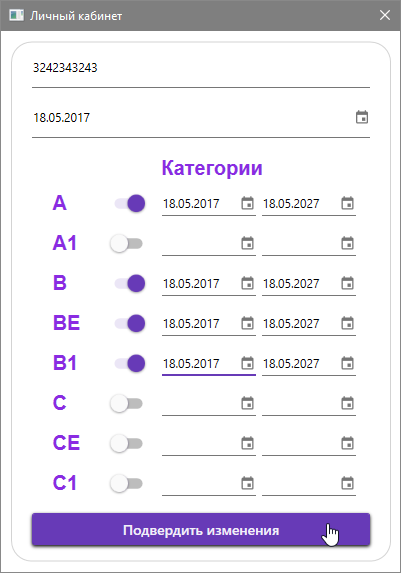 Личный кабинет
3242343243
18.05.2017
Категории
A 18.05.2017 18.05.2027
A1
B 18.05.2017 18.05.2027
BE 18.05.2017 18.05.2027
B1 18.05.2017 18.05.2027
C
CE
C1
Подвердить изменения